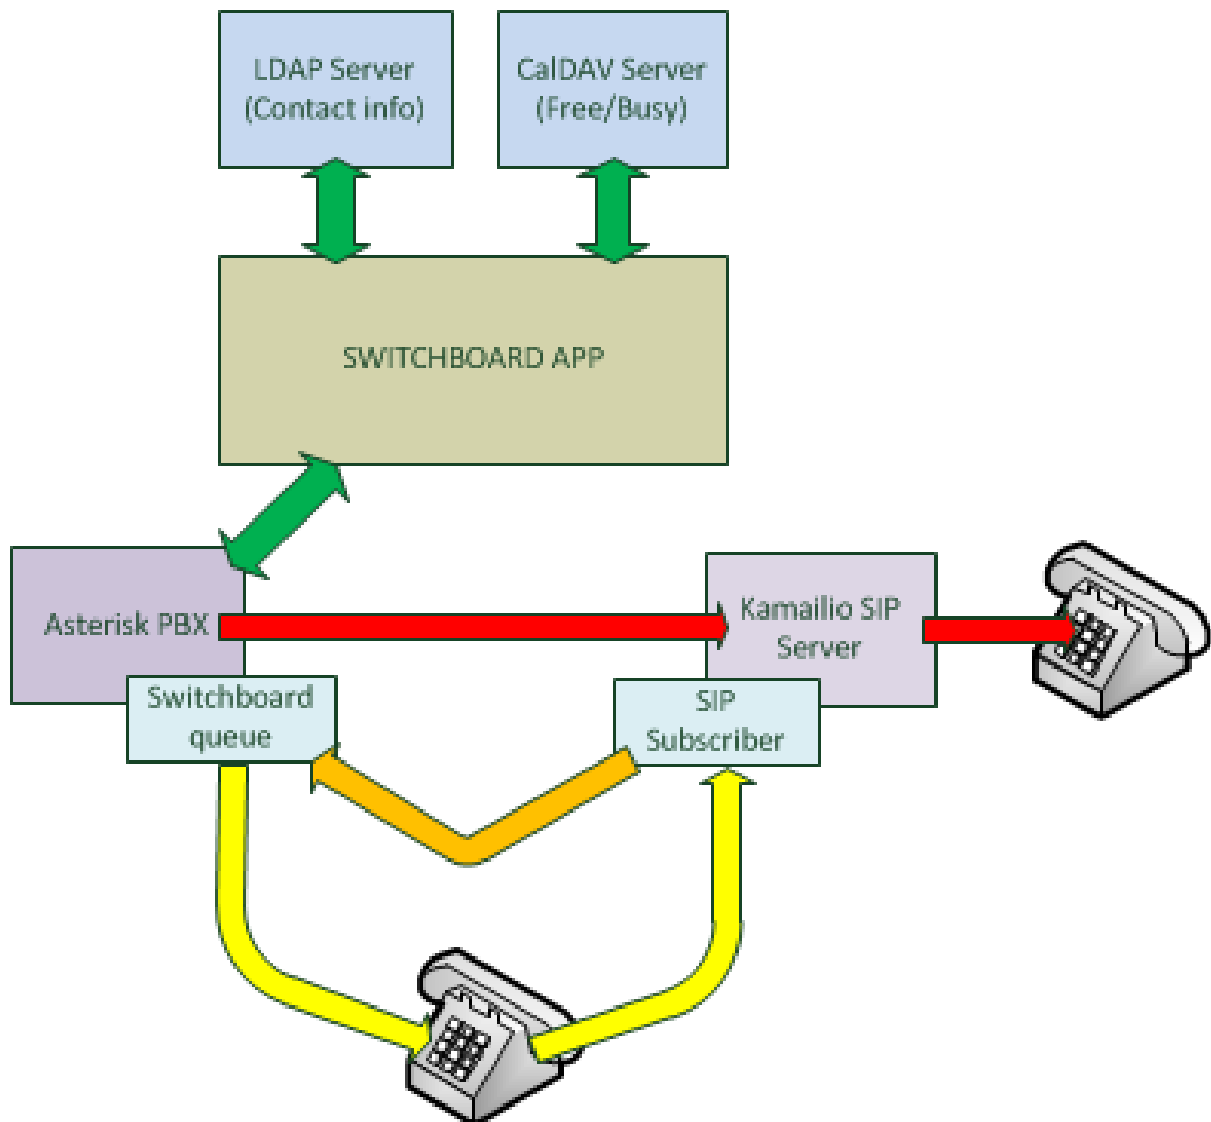 LDAP Server
(Contact info)
CalDAV Server
(Free/Busy)
SWITCHBOARD APP
Asterisk PBX
Kamailio SIP
Server
Switchboard
queue
SIP
Subscriber